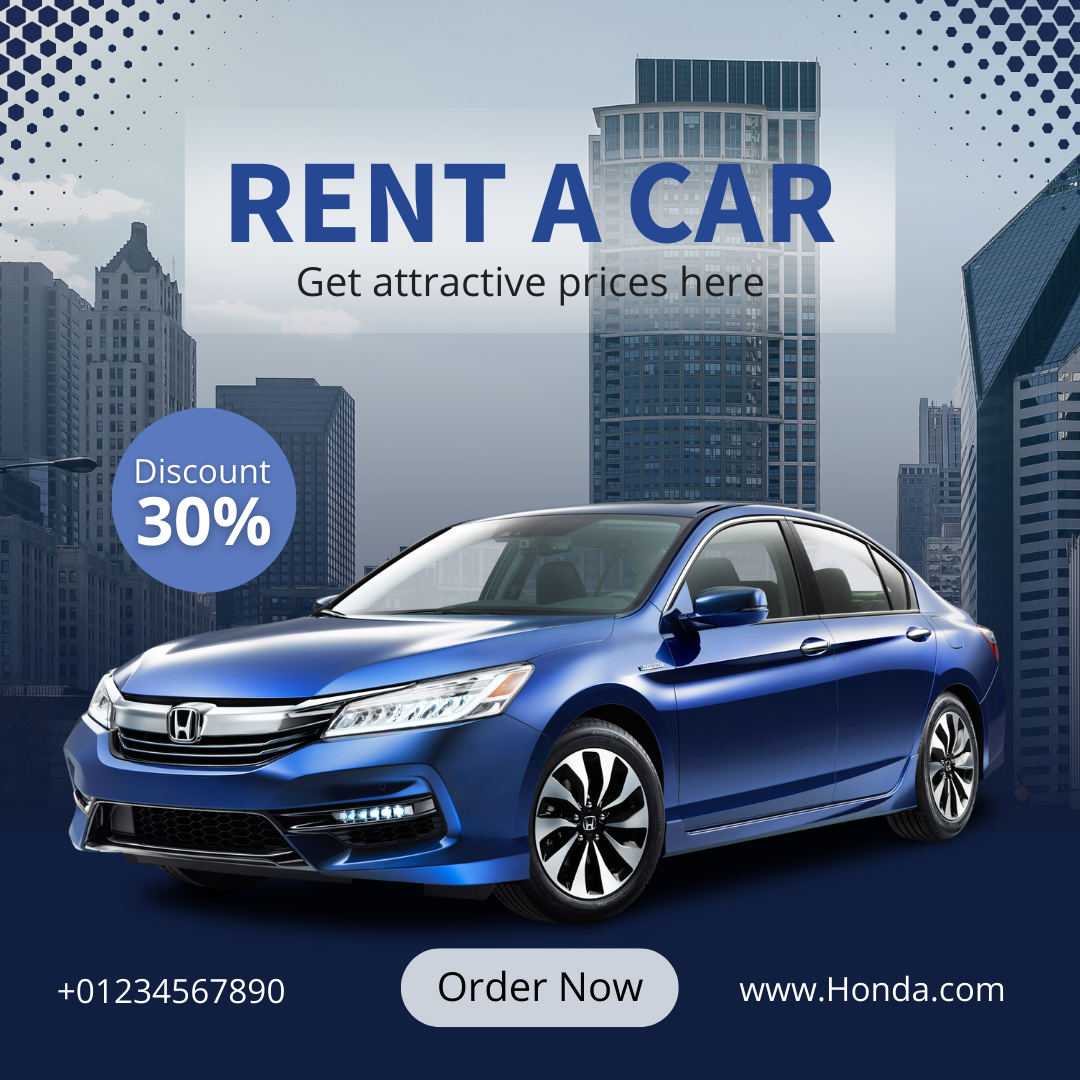 RENT A CAR
Get attractive prices here
Discount
30%
+01234567890
Order Now
www.Honda.com